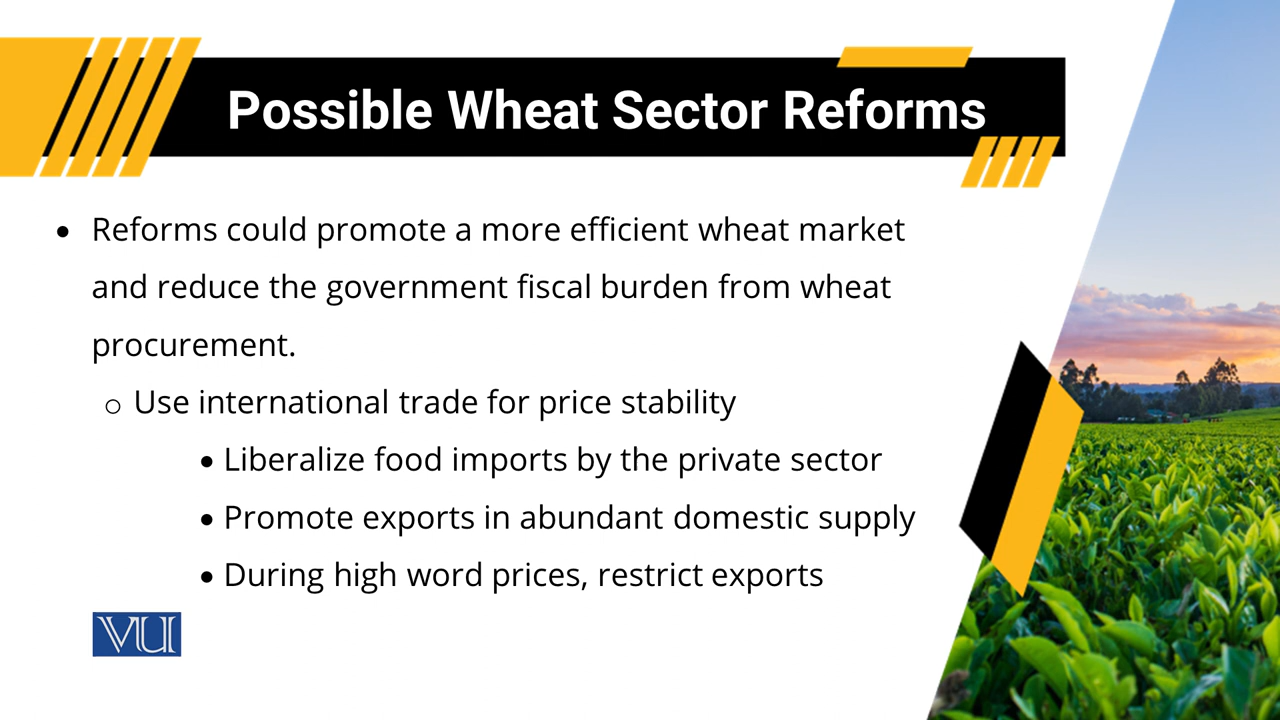 Possible Wheat Sector Reforms
• Reforms could promote a more efficient wheat market
and reduce the government fiscal burden from wheat
procurement.
o Use international trade for price stability
• Liberalize food imports by the private sector
• Promote exports in abundant domestic supply
• During high word prices, restrict exports
VU